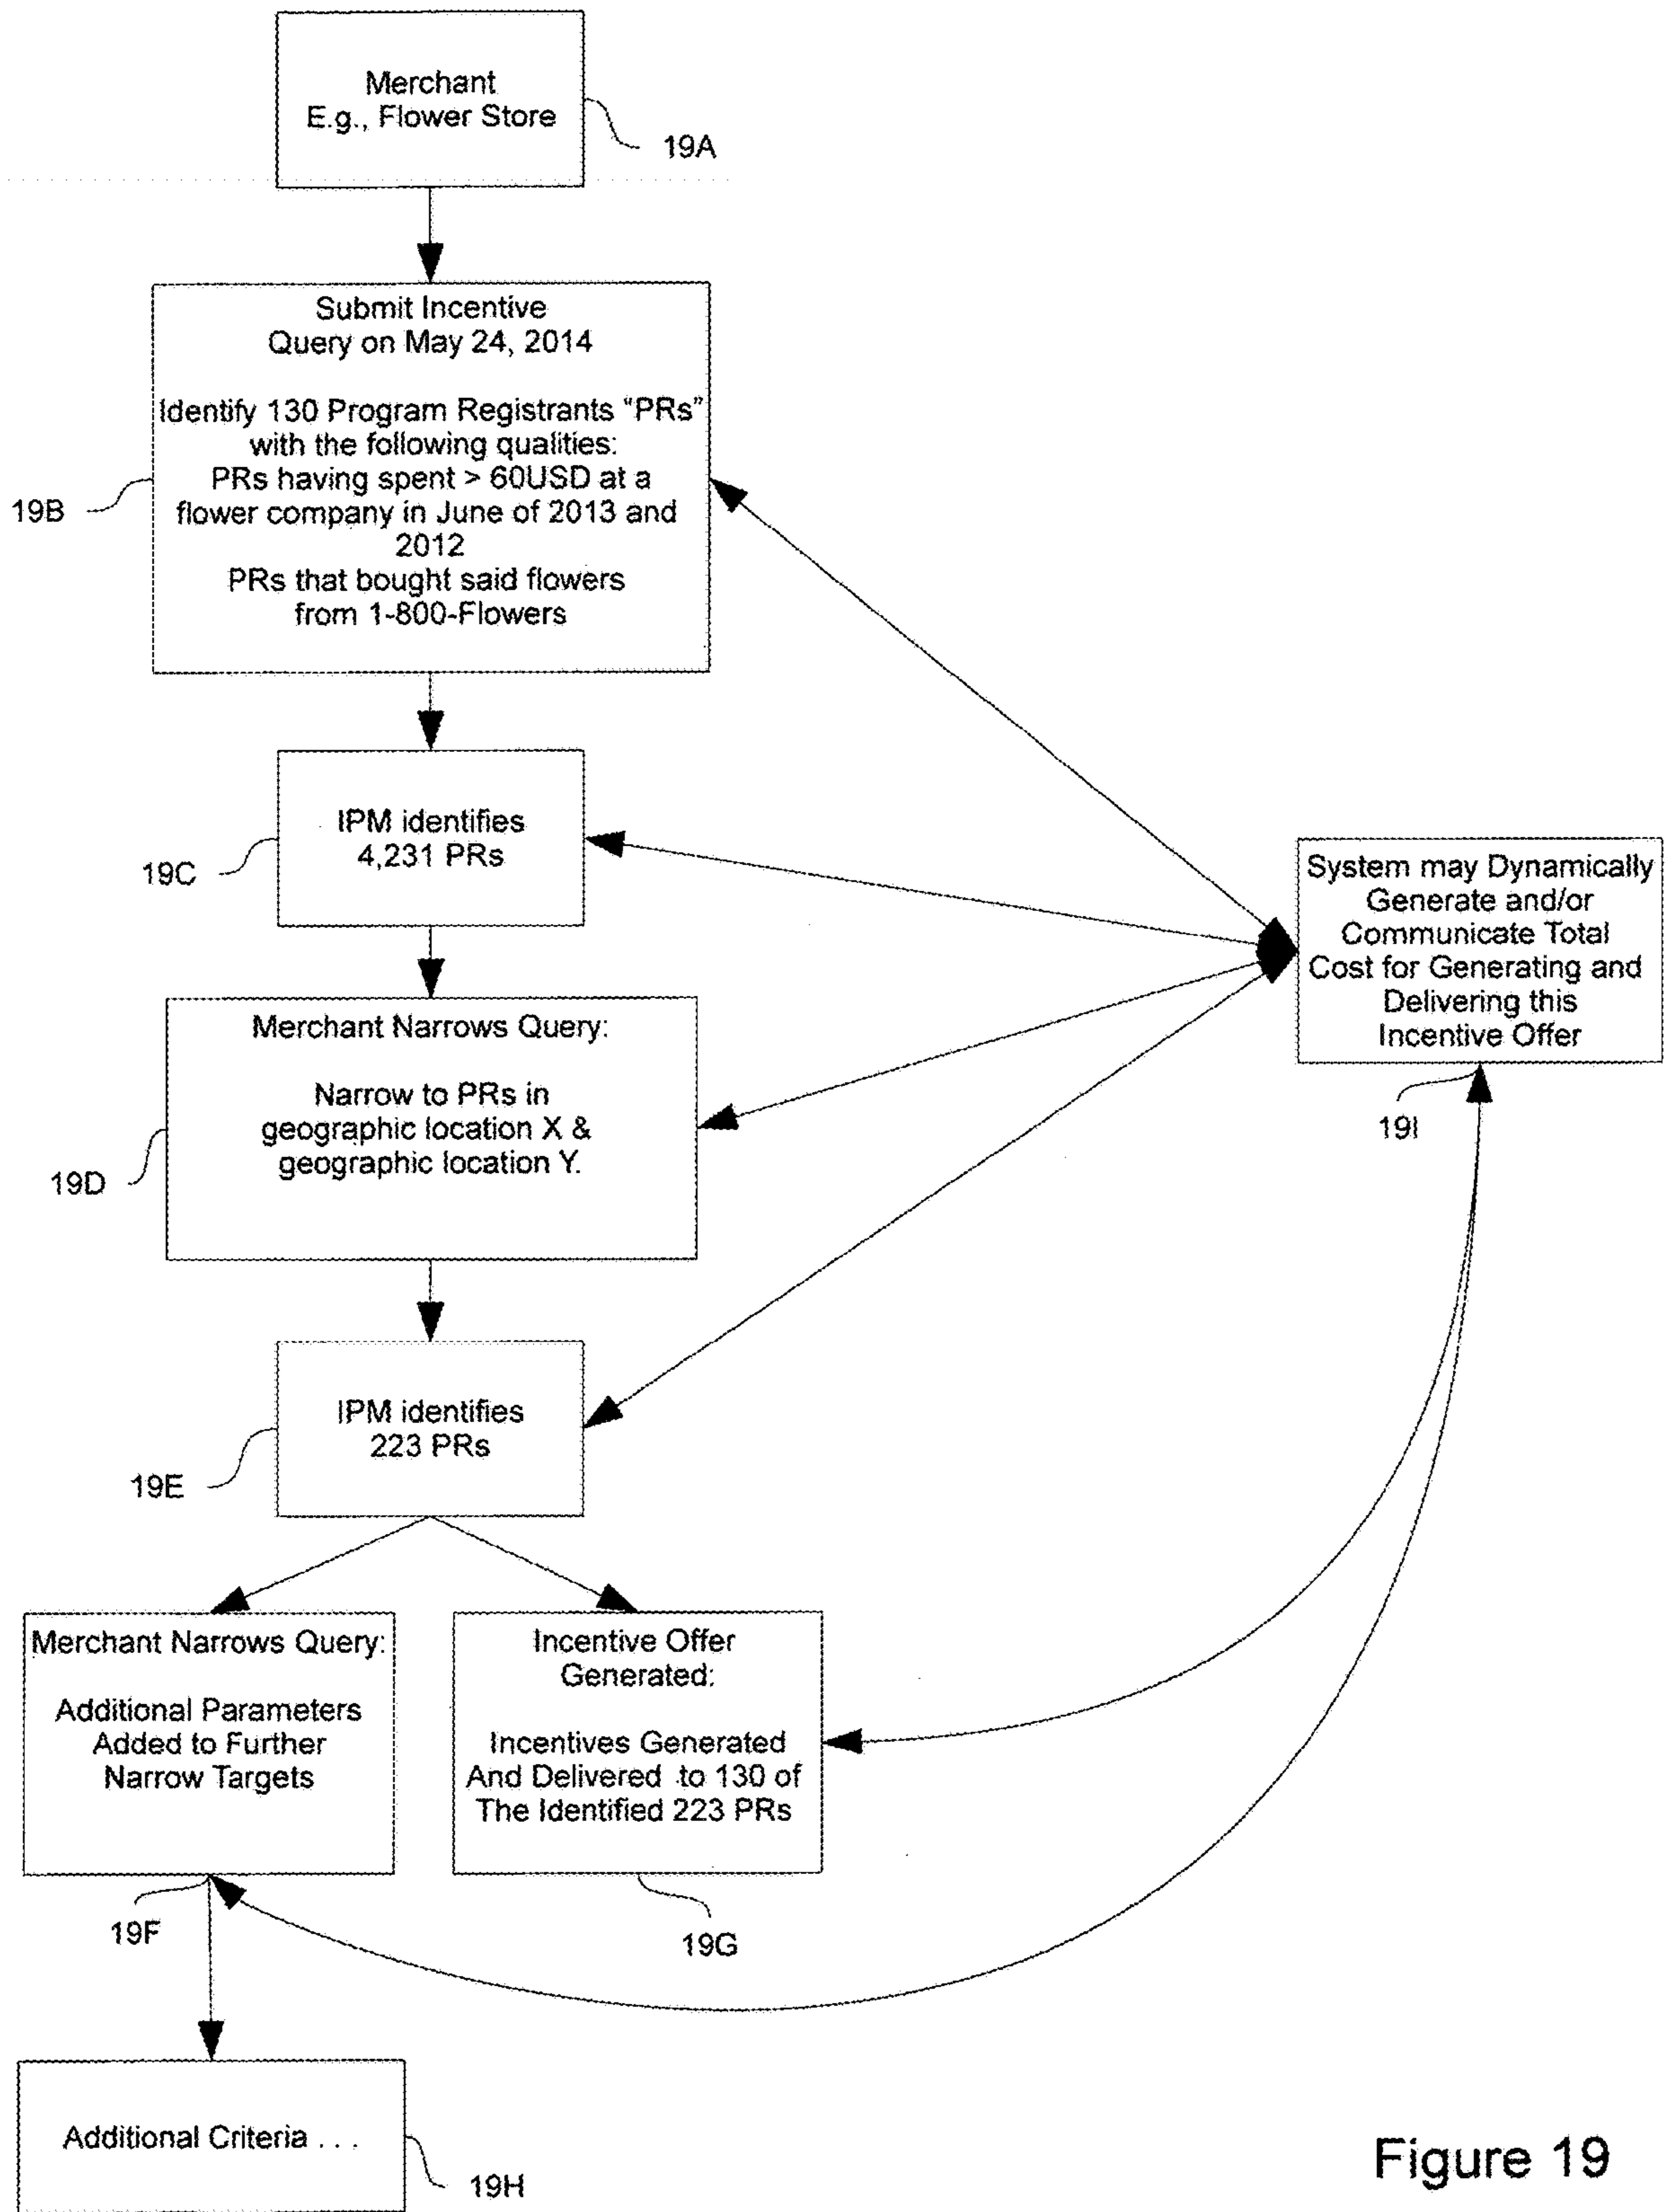 Merchant
E.g., Flower Store
19A
Submit Incentive
Query on May 24, 2014
Identify 130 Program Registrants "PRs"
with the following qualities:
PRs having spent > 60USD at a
flower company in June of 2013 and
2012
PRs that bought said flowers
from 1-800-Flowers
19B
IPM identifies
4,231 PRs
19C
System may Dynamically
Generate and/or
Communicate Total
Cost for Generating and
Delivering this
Incentive Offer
19I
Merchant Narrows Query:
Narrow to PRs in
geographic location X &
geographic location Y.
19D
IPM identifies
223 PRs
19E
Merchant Narrows Query:
Additional Parameters
Added to Further
Narrow Targets
19F
Incentive Offer
Generated:
Incentives Generated
And Delivered to 130 of
The Identified 223 PRs
19G
Additional Criteria . . .
19H
Figure 19